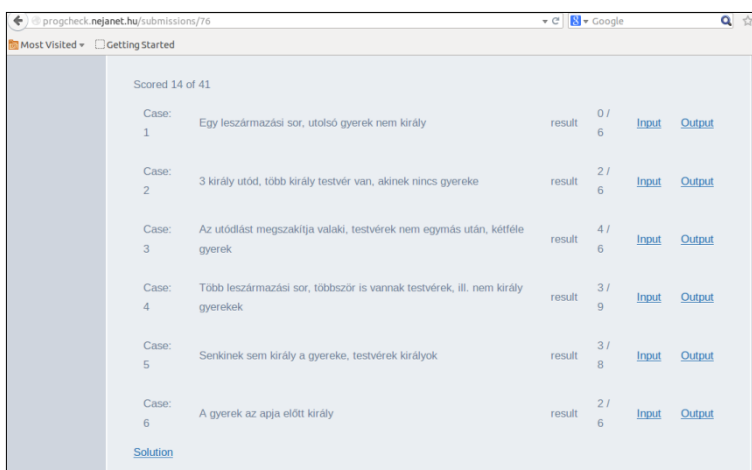 progcheck.nejanet.hu/submissions/76
Google
Most Visited
Getting Started
Scored 14 of 41
Case: 1 Egy leszármazási sor, utolsó gyerek nem király result 0 / 6 Input Output
Case: 2 3 király utód, több király testvér van, akinek nincs gyereke result 2 / 6 Input Output
Case: 3 Az utódlást megszakítja valaki, testvérek nem egymás után, kétféle
gyerek result 4 / 6 Input Output
Case: 4 Több leszármazási sor, többször is vannak testvérek, ill. nem király
gyerekek result 3 / 9 Input Output
Case: 5 Senkinek sem király a gyereke, testvérek királyok result 3 / 8 Input Output
Case: 6 A gyerek az apja előtt király result 2 / 6 Input Output
Solution